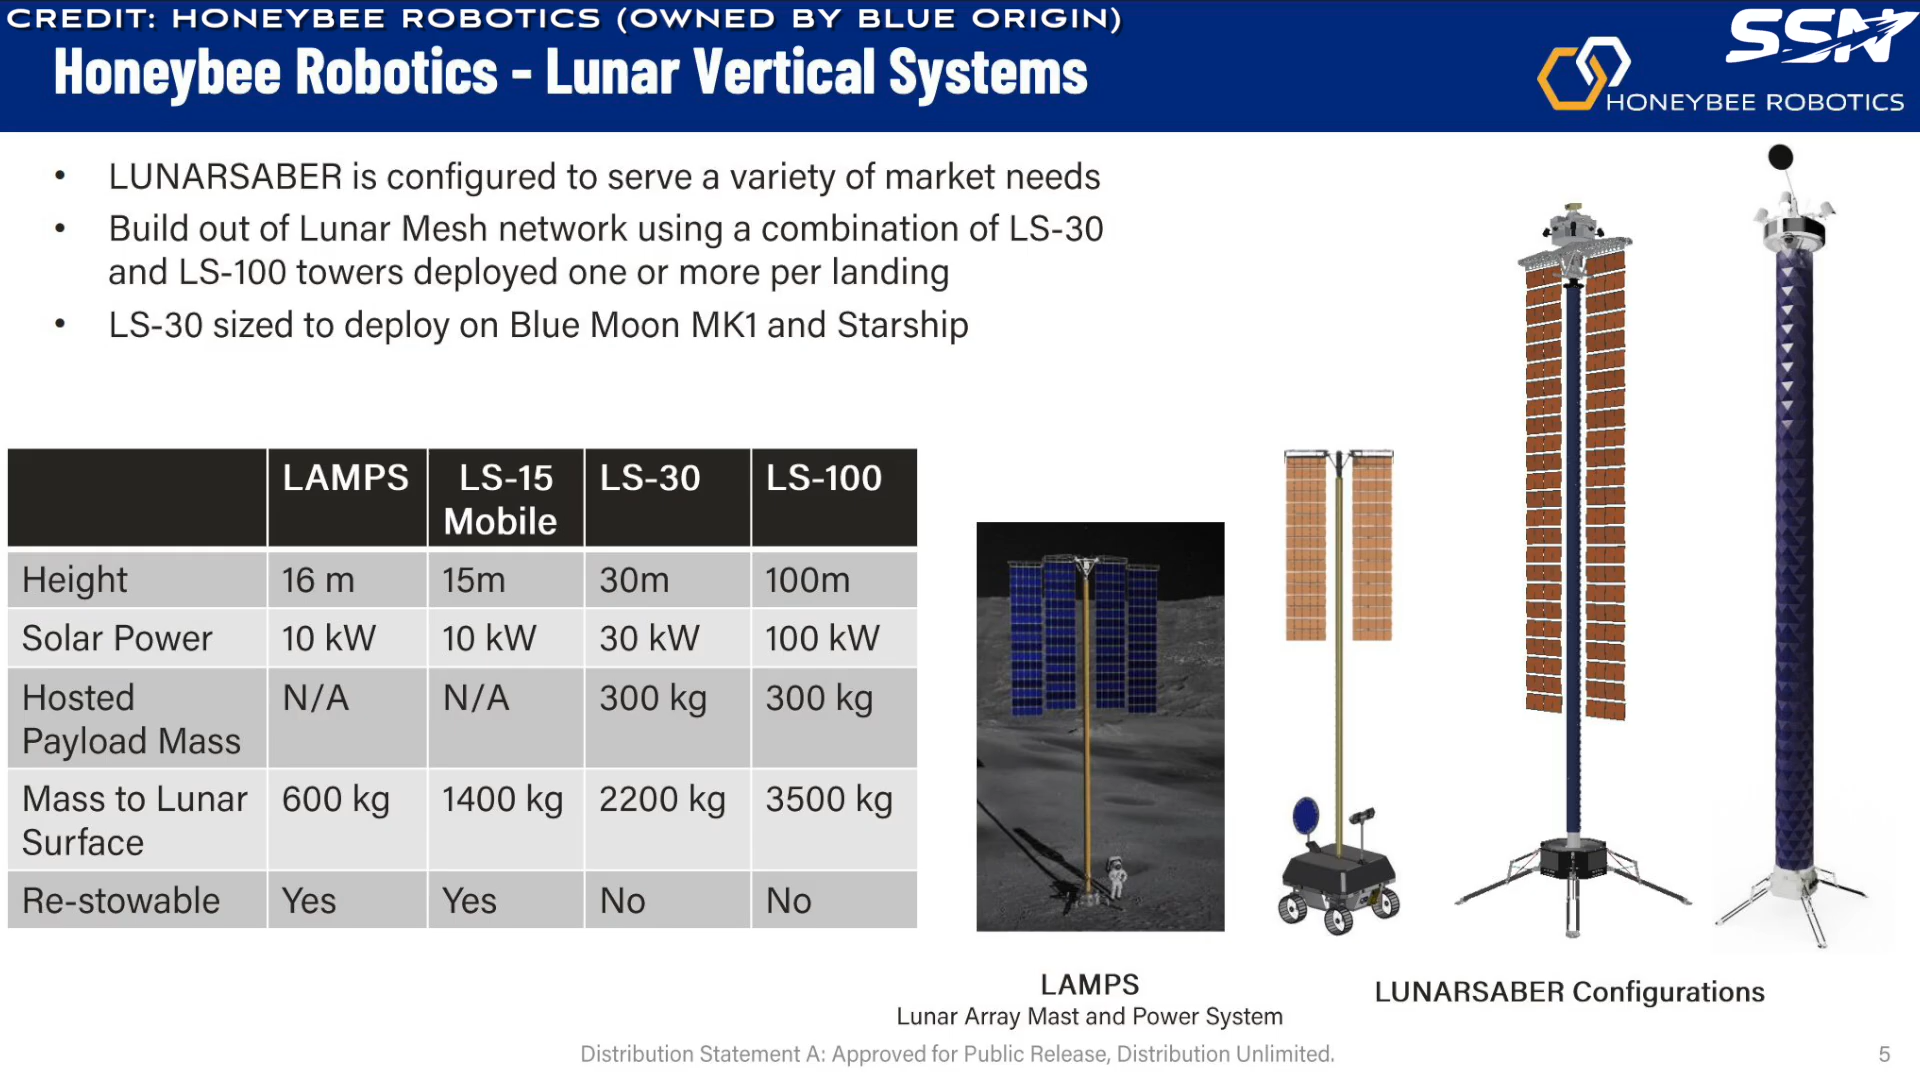 CREDIT: HONEYBEE ROBOTICS (OWNED BY BLUE ORIGIN)
SSN
Honeybee Robotics - Lunar Vertical Systems
HONEYBEE ROBOTICS
• LUNARSABER is configured to serve a variety of market needs
• Build out of Lunar Mesh network using a combination of LS-30
and LS-100 towers deployed one or more per landing
• LS-30 sized to deploy on Blue Moon MK1 and Starship
LAMPS LS-15 LS-30 LS-100
Mobile
Height 16 m 15m 30m 100m
Solar Power 10 kW 10 kW 30 kW 100 kW
Hosted N/A N/A 300 kg 300 kg
Payload Mass
Mass to Lunar 600 kg 1400 kg 2200 kg 3500 kg
Surface
Re-stowable Yes Yes No No
LAMPS
Lunar Array Mast and Power System
LUNARSABER Configurations
Distribution Statement A: Approved for Public Release, Distribution Unlimited.
5